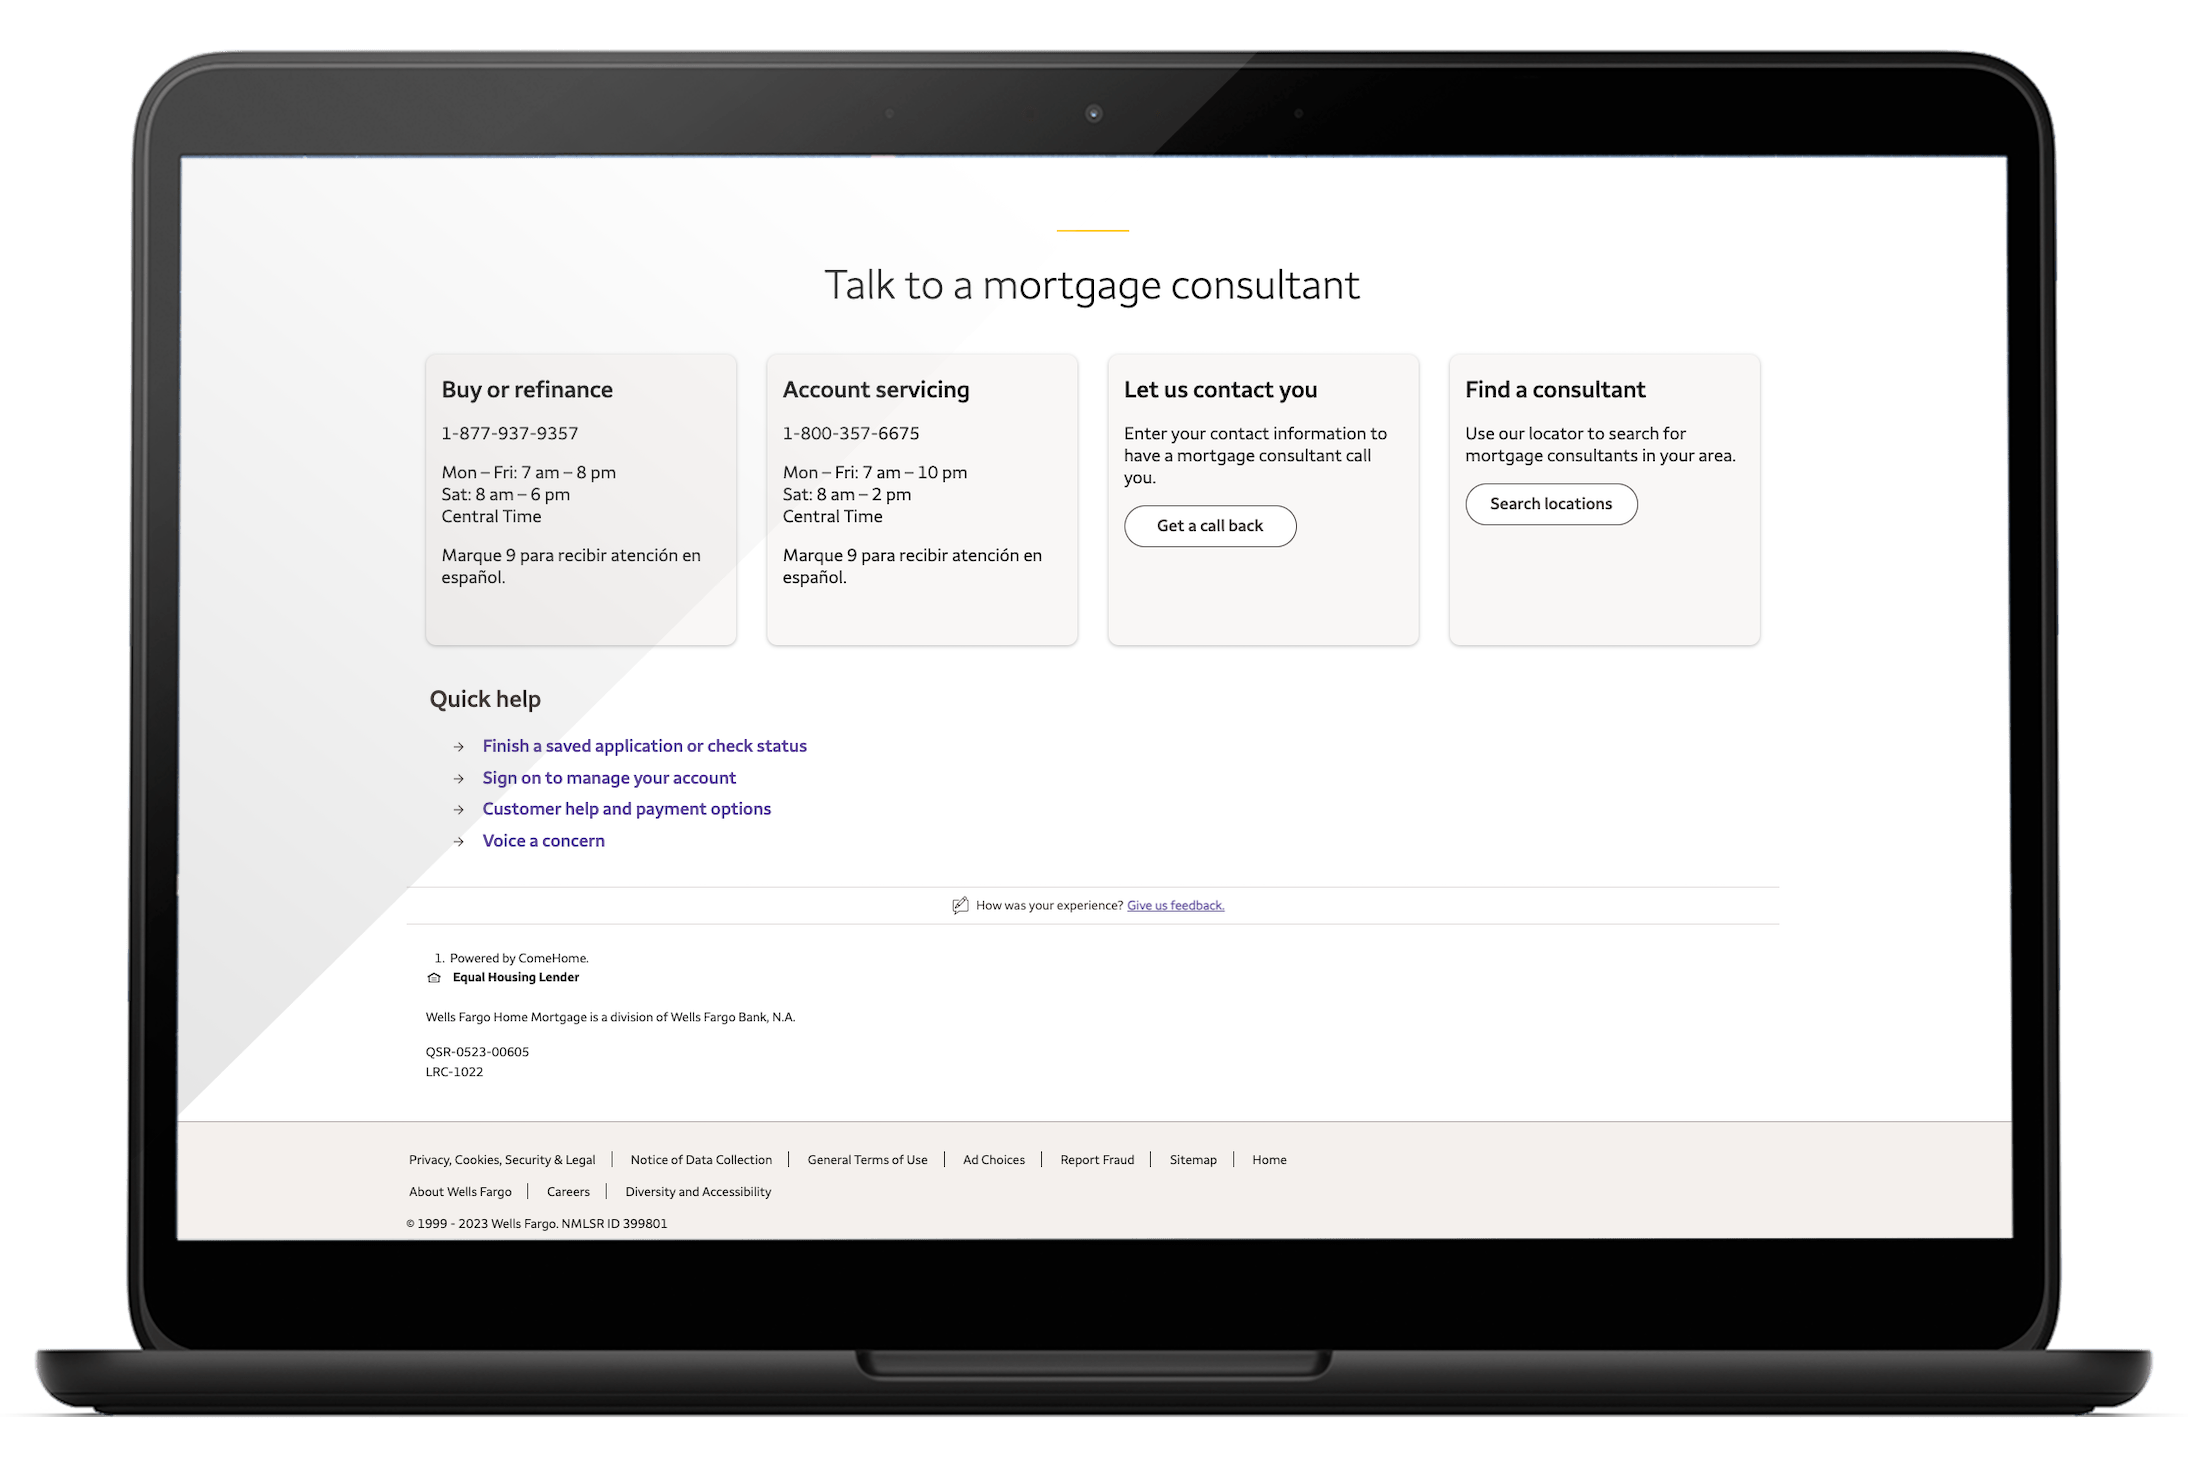 Talk to a mortgage consultant
Buy or refinance
1-877-937-9357
Mon – Fri: 7 am – 8 pm
Sat: 8 am – 6 pm
Central Time
Marque 9 para recibir atención en
español.
Account servicing
1-800-357-6675
Mon – Fri: 7 am – 10 pm
Sat: 8 am – 2 pm
Central Time
Marque 9 para recibir atención en
español.
Let us contact you
Enter your contact information to
have a mortgage consultant call
you.
Get a call back
Find a consultant
Use our locator to search for
mortgage consultants in your area.
Search locations
Quick help
→ Finish a saved application or check status
→ Sign on to manage your account
→ Customer help and payment options
→ Voice a concern
How was your experience? Give us feedback.
1. Powered by ComeHome.
Equal Housing Lender
Wells Fargo Home Mortgage is a division of Wells Fargo Bank, N.A.
QSR-0523-00605
LRC-1022
Privacy, Cookies, Security & Legal | Notice of Data Collection | General Terms of Use | Ad Choices | Report Fraud | Sitemap | Home
About Wells Fargo | Careers | Diversity and Accessibility
© 1999 - 2023 Wells Fargo. NMLSR ID 399801